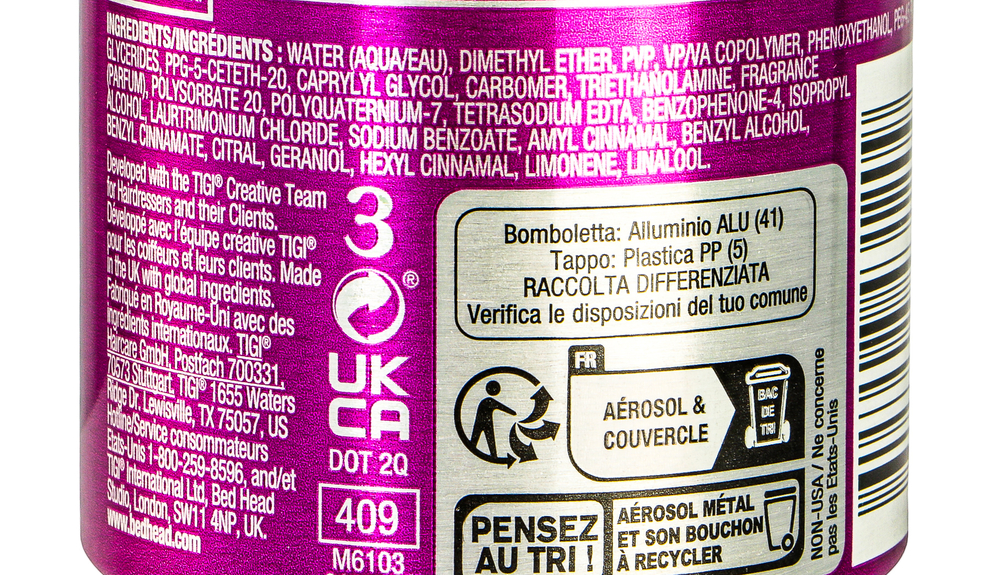 INGREDIENTS/INGRÉDIENTS : WATER (AQUA/EAU), DIMETHYL ETHER, PVP, VP/VA COPOLYMER, PHENOXYETHANOL,
GLYCERIDES, PPG-5-CETETH-20, CAPRYLYL GLYCOL, CARBOMER, TRIETHANOLAMINE, FRAGRANCE
(PARFUM), POLYSORBATE 20, POLYQUATERNIUM-7, TETRASODIUM EDTA, BENZOPHENONE-4, ISOPROPYL
ALCOHOL, LAURTRIMONIUM CHLORIDE, SODIUM BENZOATE, AMYL CINNAMAL, BENZYL ALCOHOL,
BENZYL CINNAMATE, CITRAL, GERANIOL, HEXYL CINNAMAL, LIMONENE, LINALOOL.
Developed with the TIGI® Creative Team
for Hairdressers and their Clients.
Développé avec l'équipe créative TIGI®
pour les coiffeurs et leurs clients. Made
in the UK with global ingredients.
Fabriqué en Royaume-Uni avec des
ingrédients internationaux. TIGI®
Haircare GmbH. Postfach 700331,
70573 Stuttgart. TIGI® 1655 Waters
Ridge Dr. Lewisville, TX 75057, US
Hotline/Service consommateurs
Etats-Unis 1-800-259-8596, and/et
TIGI® International Ltd, Bed Head
Studio, London, SW11 4NP, UK.
www.bedhead.com
3
®
UK
CA
DOT 2Q
409
M6103
Bomboletta: Alluminio ALU (41)
Tappo: Plastica PP (5)
RACCOLTA DIFFERENZIATA
Verifica le disposizioni del tuo comune
FR
AÉROSOL &
COUVERCLE
BAC
DE
TRI
PENSEZ
AU TRI !
AÉROSOL MÉTAL
ET SON BOUCHON
À RECYCLER
NON-USA / Ne concerne
pas les Etats-Unis